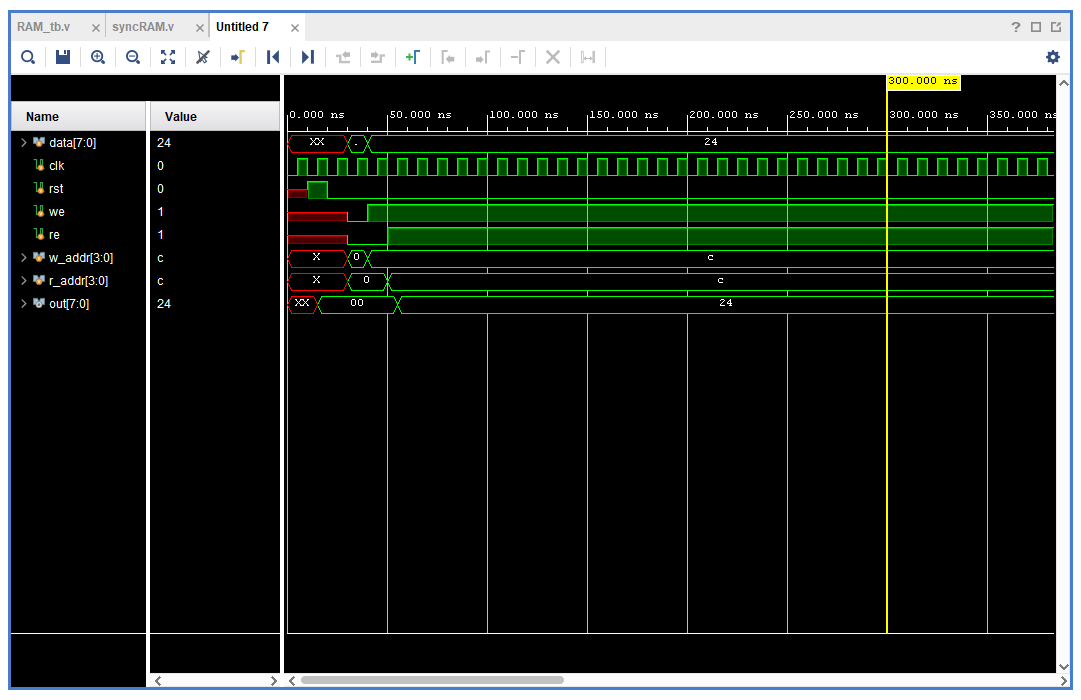 RAM_tb.v syncRAM.v Untitled 7 ?
300.000 ns
Name Value 0.000 ns 50.000 ns 100.000 ns 150.000 ns 200.000 ns 250.000 ns 300.000 ns 350.000 ns
data[7:0] 24 XX . 24
clk 0
rst 0
we 1
re 1
w_addr[3:0] c X 0 c
r_addr[3:0] c X 0 c
out[7:0] 24 XX 00 24